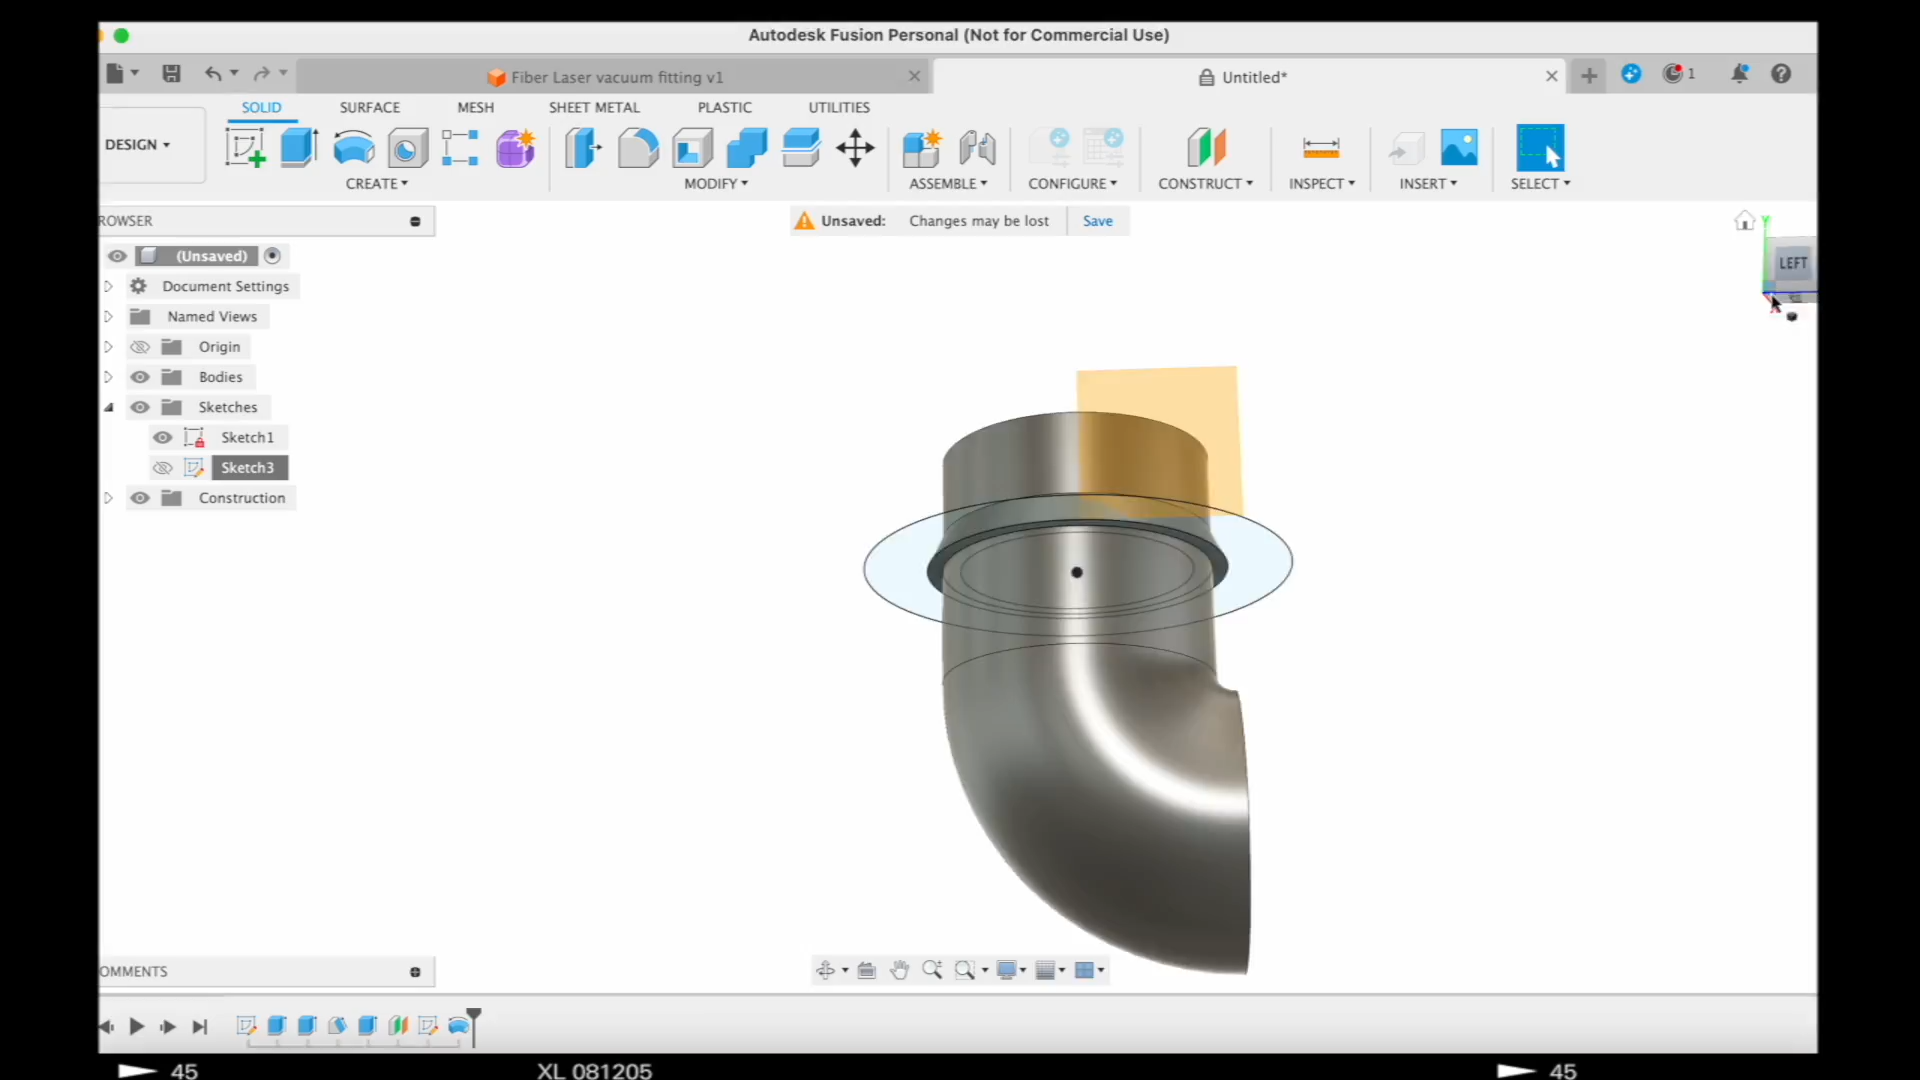 Autodesk Fusion Personal (Not for Commercial Use)
Fiber Laser vacuum fitting v1
Untitled*
1
SOLID SURFACE MESH SHEET METAL PLASTIC UTILITIES
DESIGN
CREATE MODIFY ASSEMBLE CONFIGURE CONSTRUCT INSPECT INSERT SELECT
ROWSER
Unsaved: Changes may be lost Save
Y
LEFT
X
(Unsaved)
Document Settings
Named Views
Origin
Bodies
Sketches
Sketch1
Sketch3
Construction
OMMENTS
45 XL 081205 45